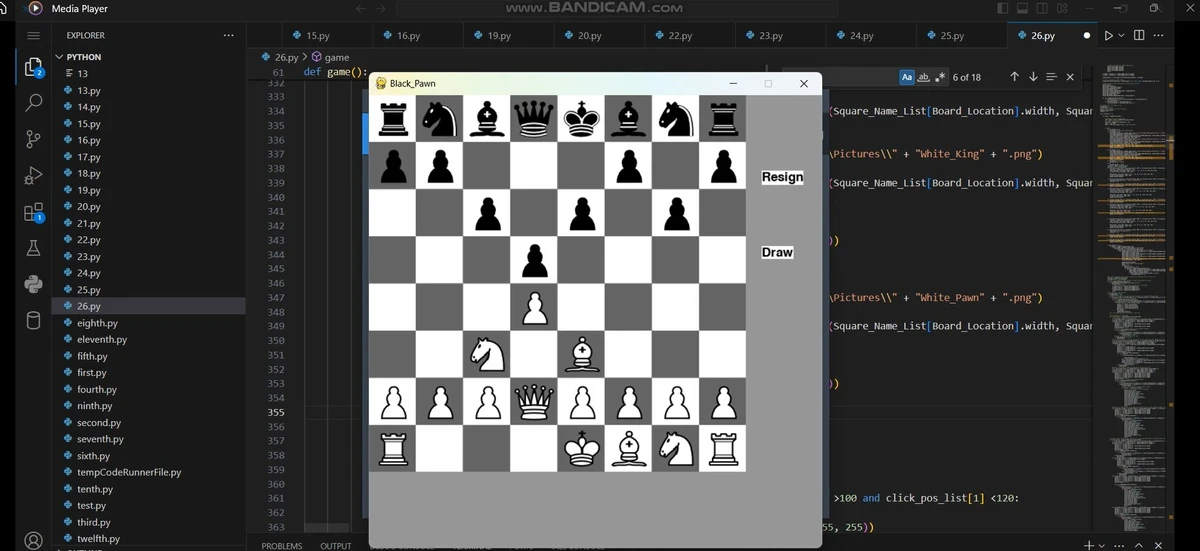 www.BANDICAM.com
Media Player
EXPLORER
15.py
16.py
19.py
20.py
22.py
23.py
24.py
25.py
26.py
PYTHON
26.py > game
61 def game():
13
13.py
14.py
15.py
16.py
17.py
18.py
19.py
20.py
21.py
22.py
23.py
24.py
25.py
26.py
eighth.py
eleventh.py
fifth.py
first.py
fourth.py
ninth.py
second.py
seventh.py
sixth.py
tempCodeRunnerFile.py
tenth.py
test.py
third.py
twelfth.py
2
1
Black_Pawn
Aa
ab
6 of 18
332
333
334 (Square_Name_List[Board_Location].width, Squar
335
336
337 \Pictures\\" + "White_King" + ".png")
338
339 (Square_Name_List[Board_Location].width, Squar
340
341
342
343 ))
344
345
346
347 \Pictures\\" + "White_Pawn" + ".png")
348
349 (Square_Name_List[Board_Location].width, Squar
350
351
352
353 ))
354
355
356
357
358
359
360
361 >100 and click_pos_list[1] <120:
362
363 55, 255))
Resign
Draw
PROBLEMS
OUTPUT